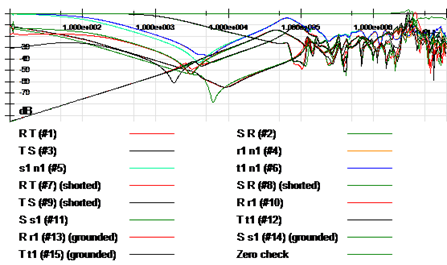 1,000e+002 1,000e+003 1,000e+004 1,000e+005 1,000e+006
-50
-60
-70
dB
R T (#1) S R (#2)
T S (#3) r1 n1 (#4)
s1 n1 (#5) t1 n1 (#6)
R T (#7) (shorted) S R (#8) (shorted)
T S (#9) (shorted) R r1 (#10)
S s1 (#11) T t1 (#12)
R r1 (#13) (grounded) S s1 (#14) (grounded)
T t1 (#15) (grounded) Zero check